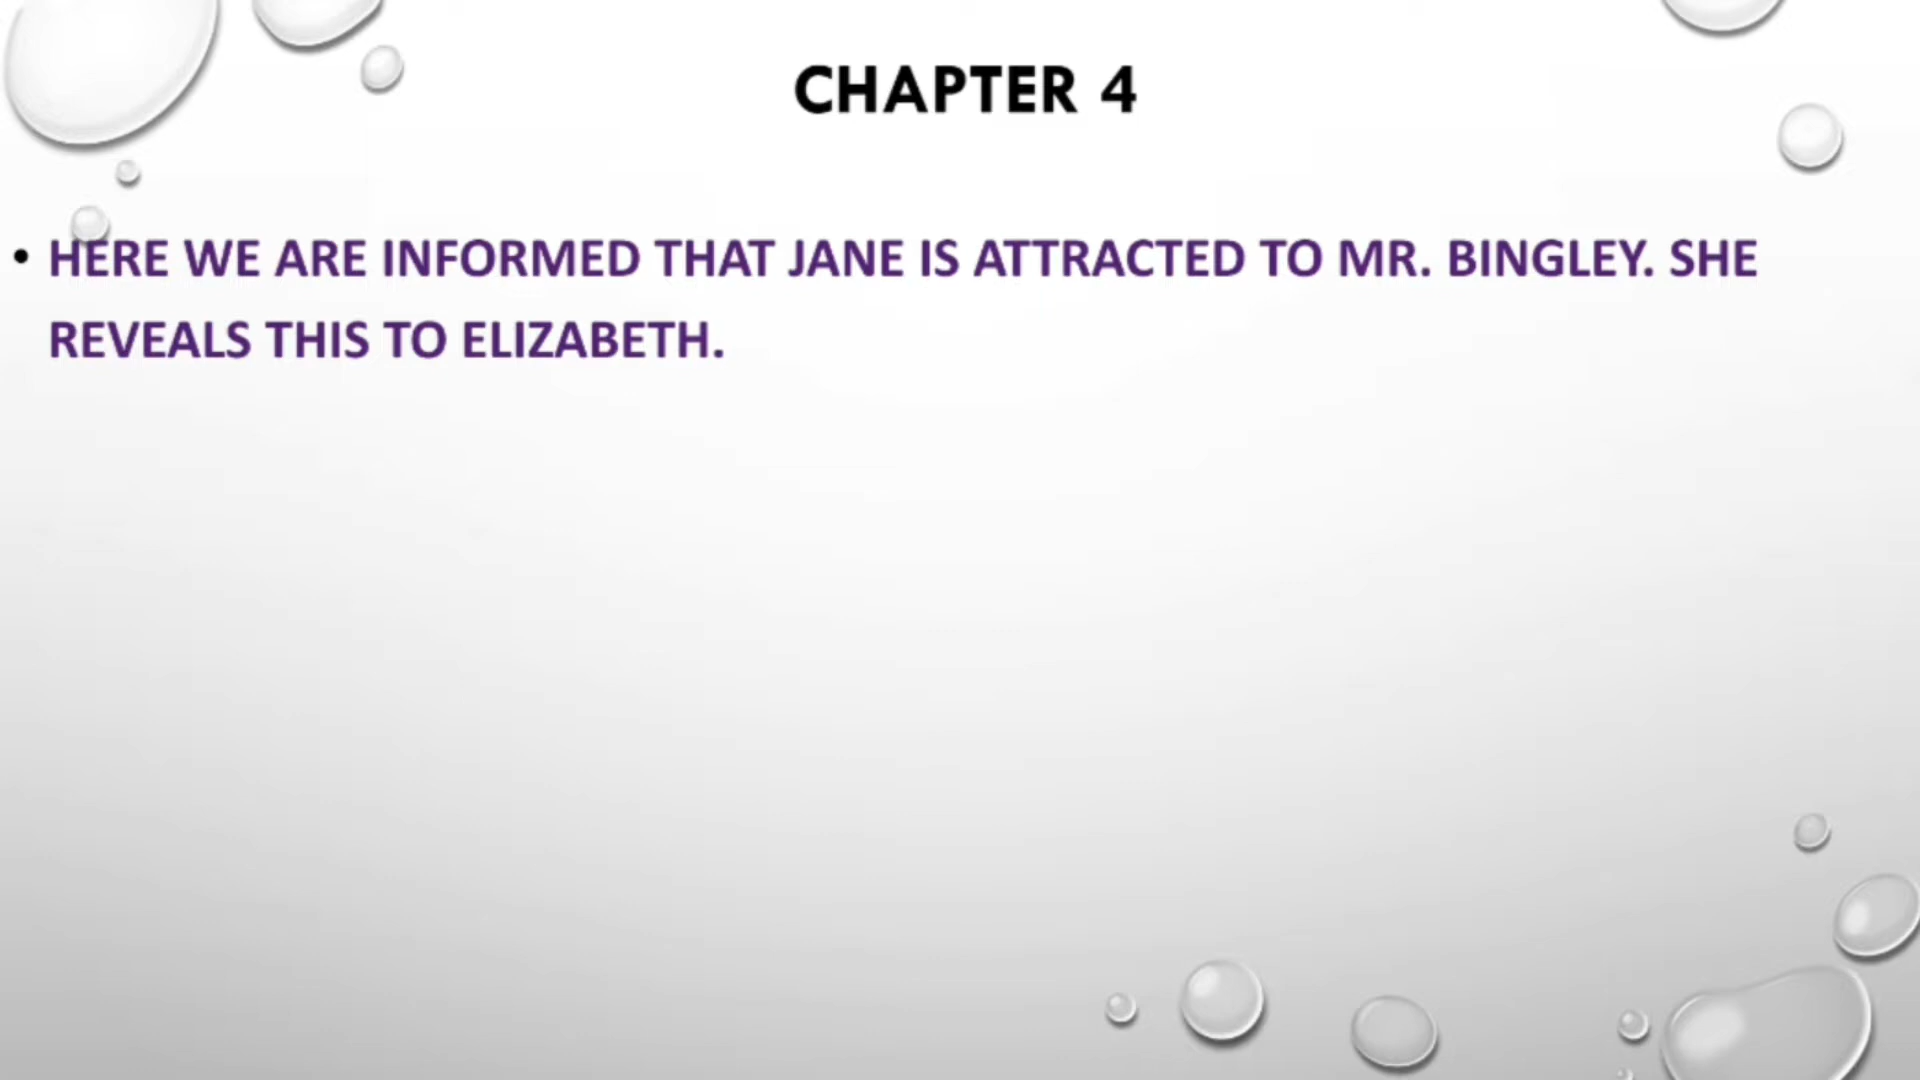 CHAPTER 4
• HERE WE ARE INFORMED THAT JANE IS ATTRACTED TO MR. BINGLEY. SHE
REVEALS THIS TO ELIZABETH.